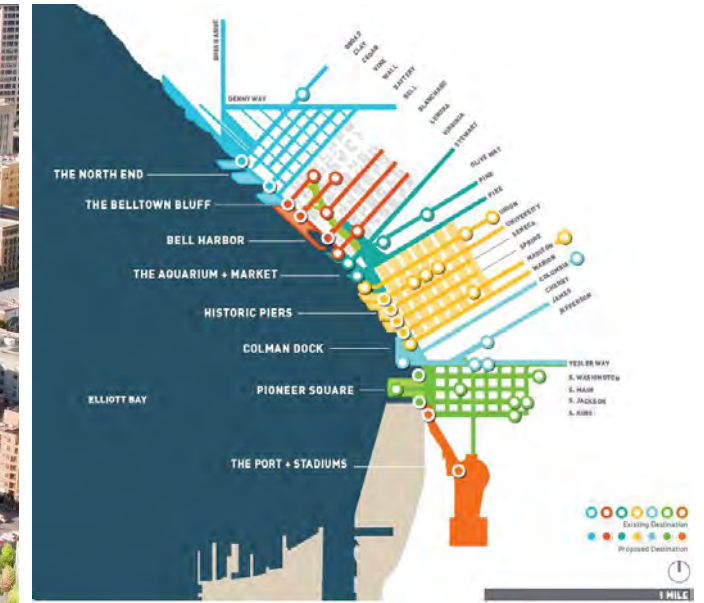 BROAD
CLAY
CEDAR
VINE
WALL
BATTERY
BELL
BLANCHARD
LENORA
VIRGINIA
STEWART
OLIVE WAY
PINE
PIKE
UNION
UNIVERSITY
SENECA
SPRING
MADISON
MARION
COLUMBIA
CHERRY
JAMES
JEFFERSON
YESLER WAY
S. WASHINGTON
S. MAIN
S. JACKSON
S. KING
DENNY WAY
THE NORTH END
THE BELLTOWN BLUFF
BELL HARBOR
THE AQUARIUM + MARKET
HISTORIC PIERS
COLMAN DOCK
PIONEER SQUARE
ELLIOTT BAY
THE PORT + STADIUMS
Existing Destination
Proposed Destination
1 MILE